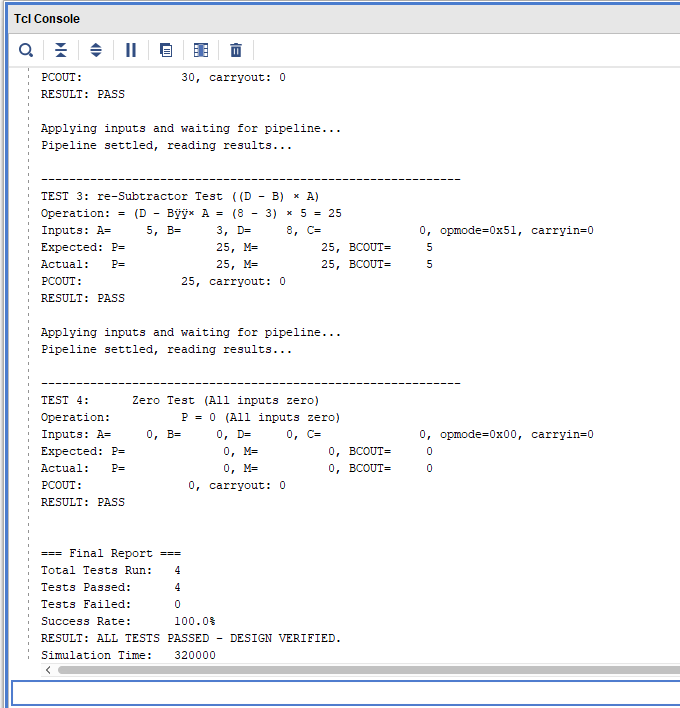 Tcl Console
PCOUT:              30, carryout: 0
RESULT: PASS
Applying inputs and waiting for pipeline...
Pipeline settled, reading results...
------------------------------------------------------------
TEST 3: re-Subtractor Test ((D - B) × A)
Operation: = (D - Bÿÿ× A = (8 - 3) × 5 = 25
Inputs: A=     5, B=     3, D=     8, C=              0, opmode=0x51, carryin=0
Expected: P=             25, M=         25, BCOUT=     5
Actual:   P=             25, M=         25, BCOUT=     5
PCOUT:              25, carryout: 0
RESULT: PASS
Applying inputs and waiting for pipeline...
Pipeline settled, reading results...
------------------------------------------------------------
TEST 4:      Zero Test (All inputs zero)
Operation:          P = 0 (All inputs zero)
Inputs: A=     0, B=     0, D=     0, C=              0, opmode=0x00, carryin=0
Expected: P=              0, M=          0, BCOUT=     0
Actual:   P=              0, M=          0, BCOUT=     0
PCOUT:               0, carryout: 0
RESULT: PASS
=== Final Report ===
Total Tests Run:   4
Tests Passed:      4
Tests Failed:      0
Success Rate:      100.0%
RESULT: ALL TESTS PASSED - DESIGN VERIFIED.
Simulation Time:   320000